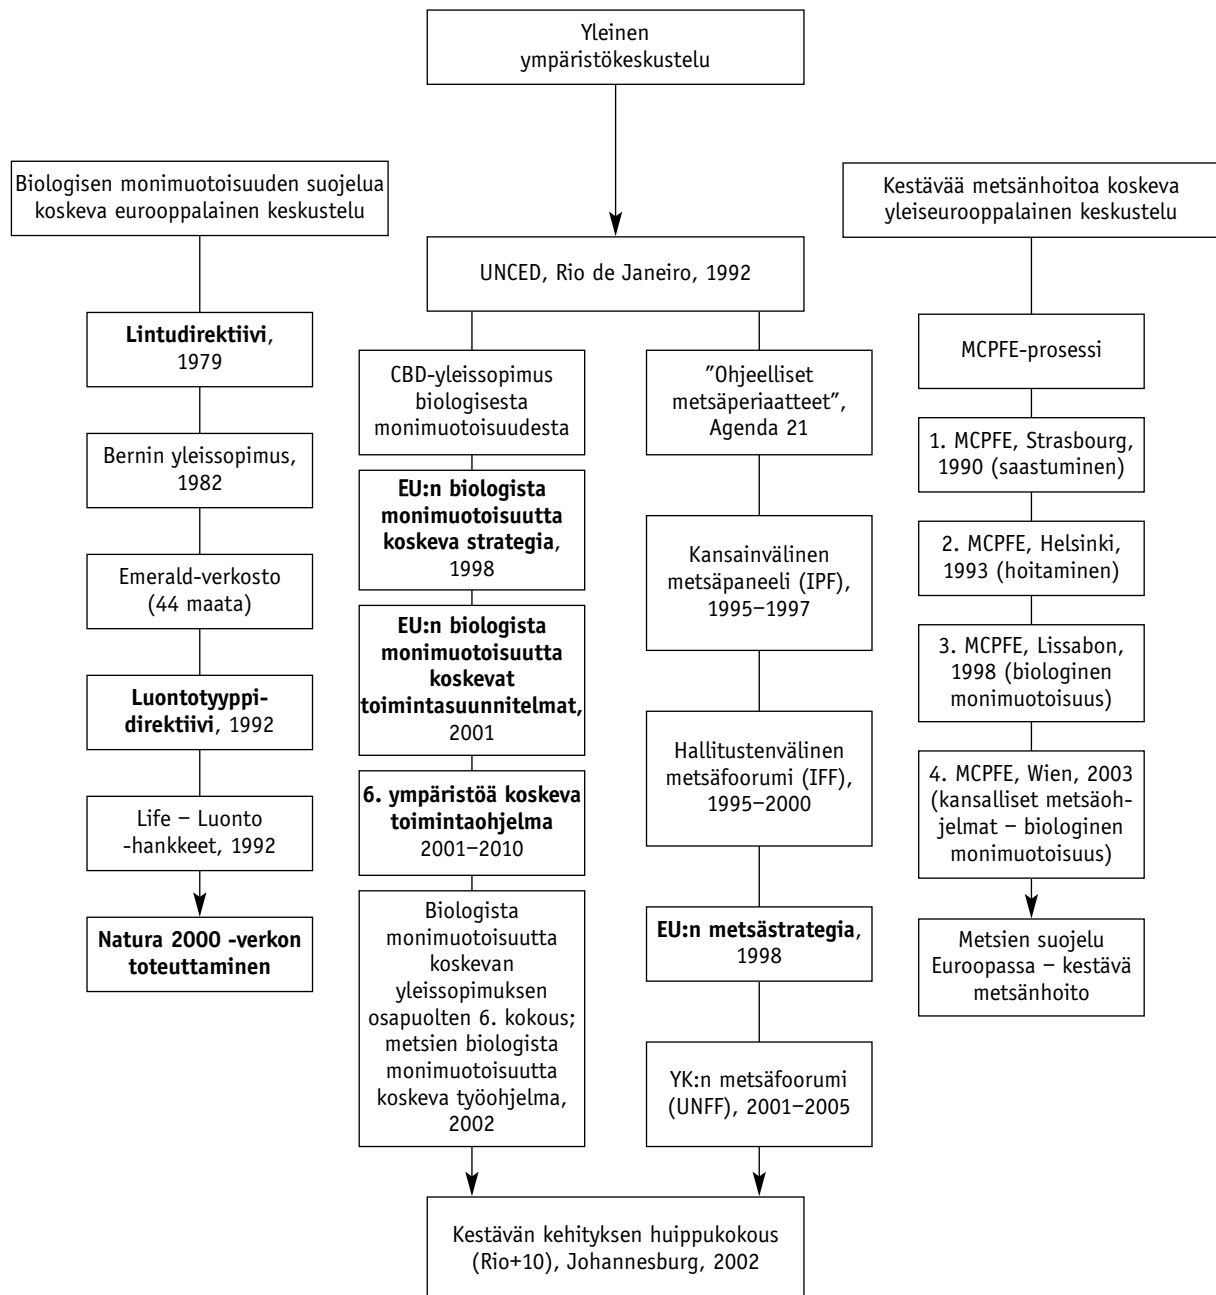 Yleinen
ympäristökeskustelu
Biologisen monimuotoisuuden suojelua
koskeva eurooppalainen keskustelu
Kestävää metsänhoitoa koskeva
yleiseurooppalainen keskustelu
UNCED, Rio de Janeiro, 1992
Lintudirektiivi,
1979
Bernin yleissopimus,
1982
Emerald-verkosto
(44 maata)
Luontotyyppi-
direktiivi, 1992
Life – Luonto
-hankkeet, 1992
Natura 2000 -verkon
toteuttaminen
CBD-yleissopimus
biologisesta
monimuotoisuudesta
EU:n biologista
monimuotoisuutta
koskeva strategia,
1998
EU:n biologista
monimuotoisuutta
koskevat
toimintasuunnitelmat,
2001
6. ympäristöä koskeva
toimintaohjelma
2001–2010
Biologista
monimuotoisuutta
koskevan
yleissopimuksen
osapuolten 6. kokous;
metsien biologista
monimuotoisuutta
koskeva työohjelma,
2002
"Ohjeelliset
metsäperiaatteet",
Agenda 21
Kansainvälinen
metsäpaneeli (IPF),
1995–1997
Hallitustenvälinen
metsäfoorumi (IFF),
1995–2000
EU:n metsästrategia,
1998
YK:n metsäfoorumi
(UNFF), 2001–2005
MCPFE-prosessi
1. MCPFE, Strasbourg,
1990 (saastuminen)
2. MCPFE, Helsinki,
1993 (hoitaminen)
3. MCPFE, Lissabon,
1998 (biologinen
monimuotoisuus)
4. MCPFE, Wien, 2003
(kansalliset metsäoh-
jelmat – biologinen
monimuotoisuus)
Metsien suojelu
Euroopassa – kestävä
metsänhoito
Kestävän kehityksen huippukokous
(Rio+10), Johannesburg, 2002